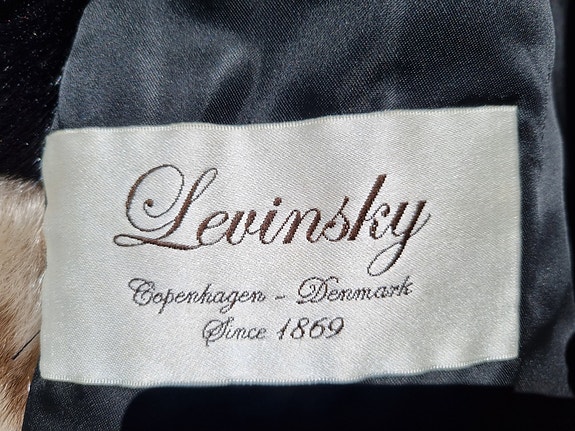 Levinsky
Copenhagen - Denmark
Since 1869